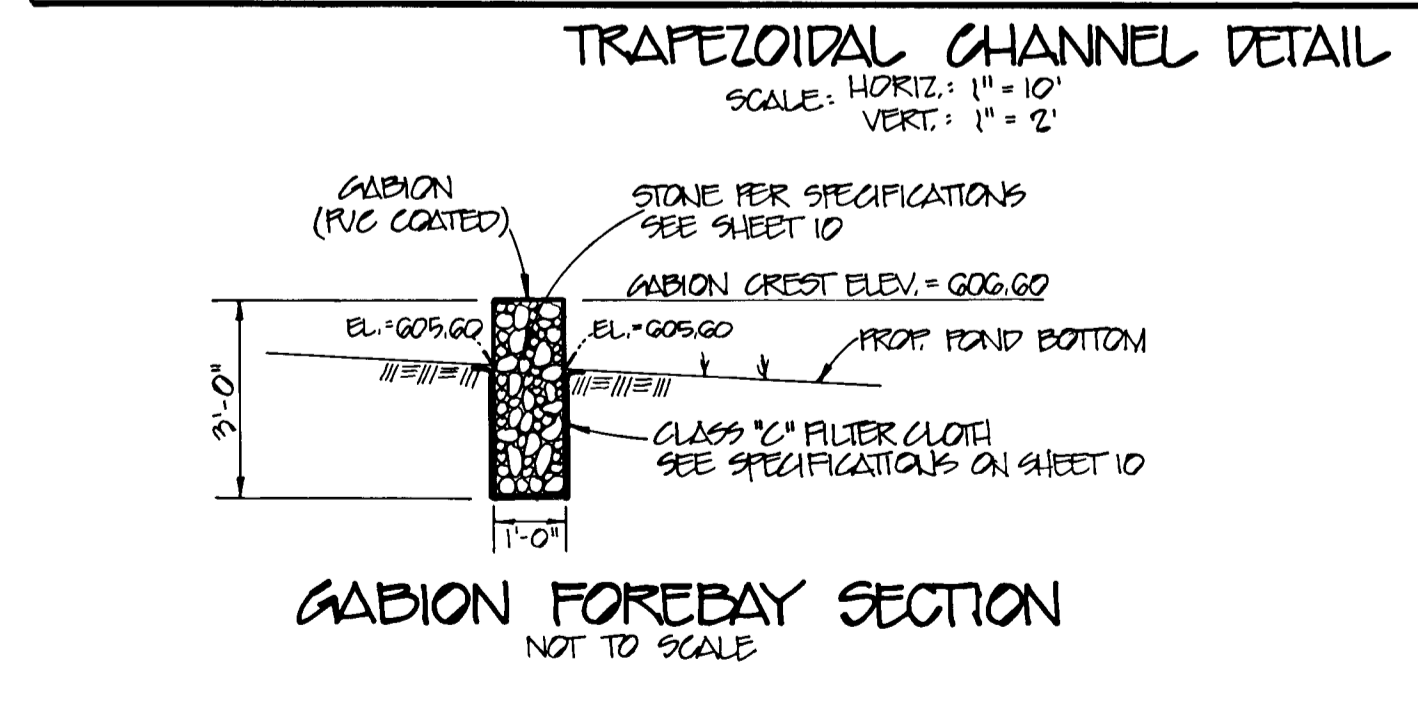 TRAPEZOIDAL CHANNEL DETAIL
SCALE: HORIZ.: 1" = 10'
VERT.: 1" = 2'
GABION
(PVC COATED)
STONE PER SPECIFICATIONS
SEE SHEET 10
GABION CREST ELEV. = 606.60
EL.=605.60
EL.=605.60
PROP. POND BOTTOM
3'-0"
CLASS "C" FILTER CLOTH
SEE SPECIFICATIONS ON SHEET 10
1'-0"
GABION FOREBAY SECTION
NOT TO SCALE